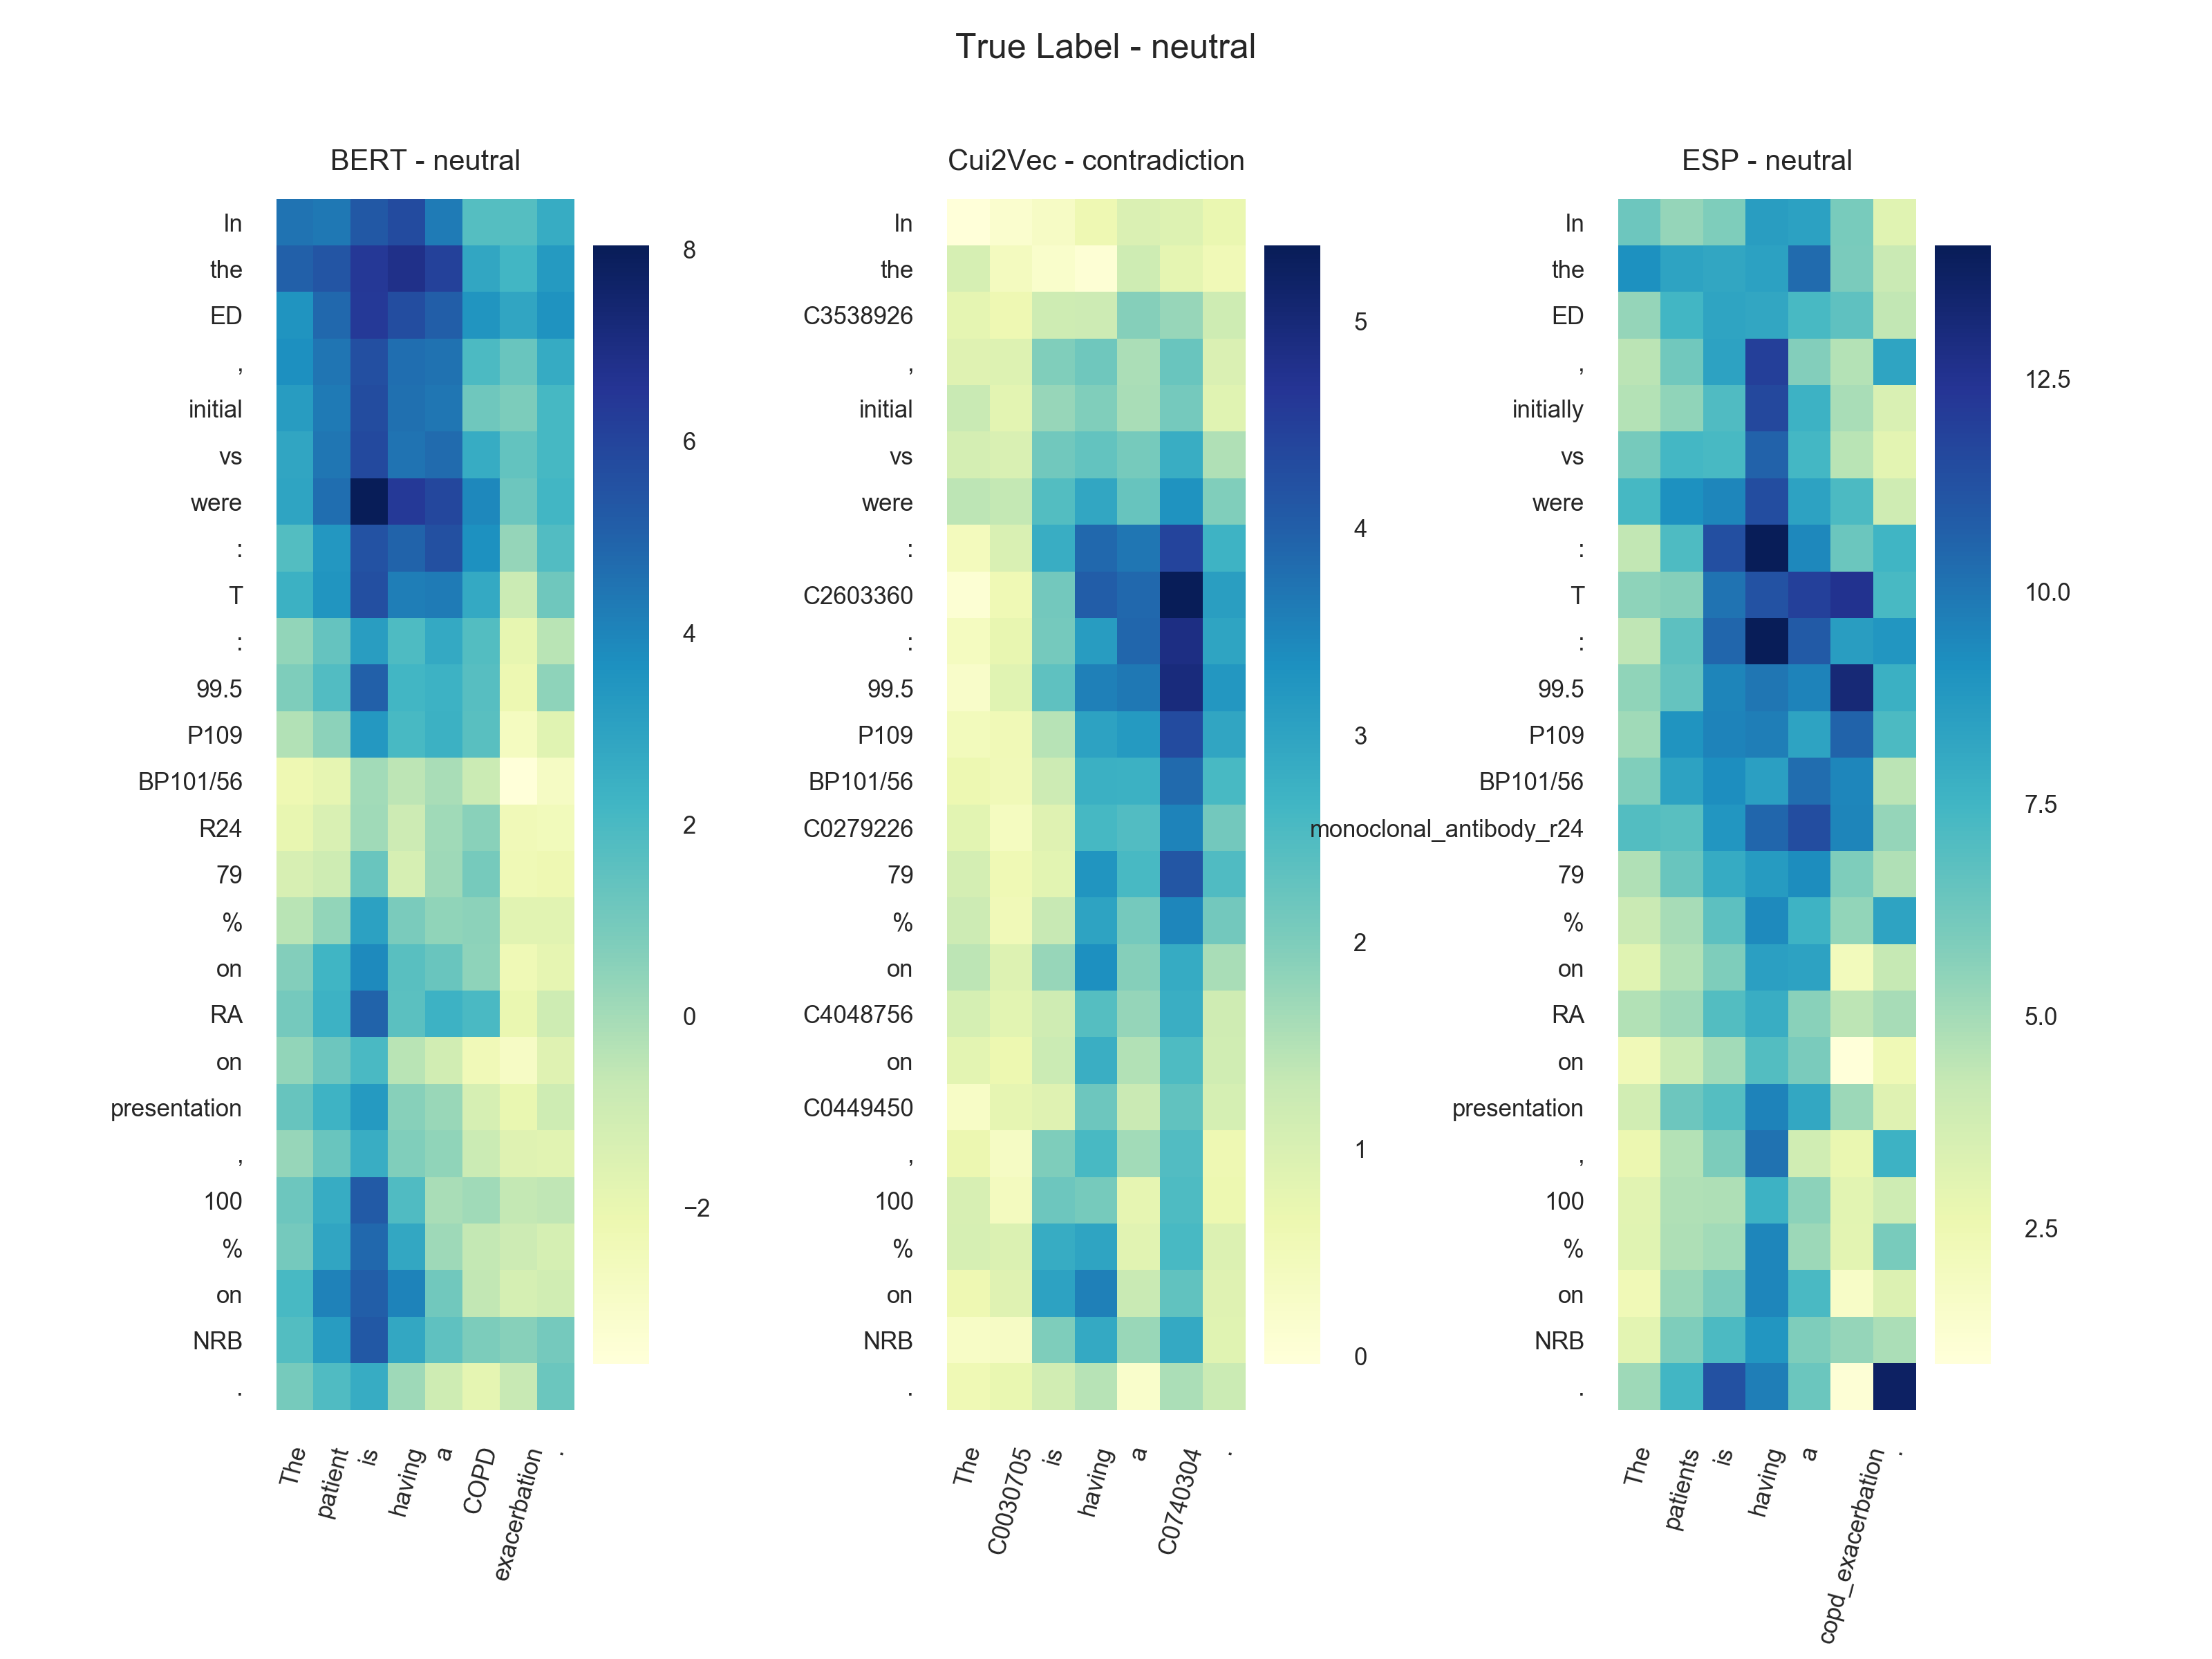 True Label - neutral
BERT - neutral
In
the
ED
,
initial
vs
were
:
T
:
99.5
P109
BP101/56
R24
79
%
on
RA
on
presentation
,
100
%
on
NRB
.
The
patient
is
having
a
COPD
exacerbation
.
8
6
4
2
0
−2
Cui2Vec - contradiction
In
the
C3538926
,
initial
vs
were
:
C2603360
:
99.5
P109
BP101/56
C0279226
79
%
on
C4048756
on
C0449450
,
100
%
on
NRB
.
The
C0030705
is
having
a
C0740304
.
5
4
3
2
1
0
ESP - neutral
In
the
ED
,
initially
vs
were
:
T
:
99.5
P109
BP101/56
monoclonal_antibody_r24
79
%
on
RA
on
presentation
,
100
%
on
NRB
.
The
patients
is
having
a
copd_exacerbation
.
12.5
10.0
7.5
5.0
2.5